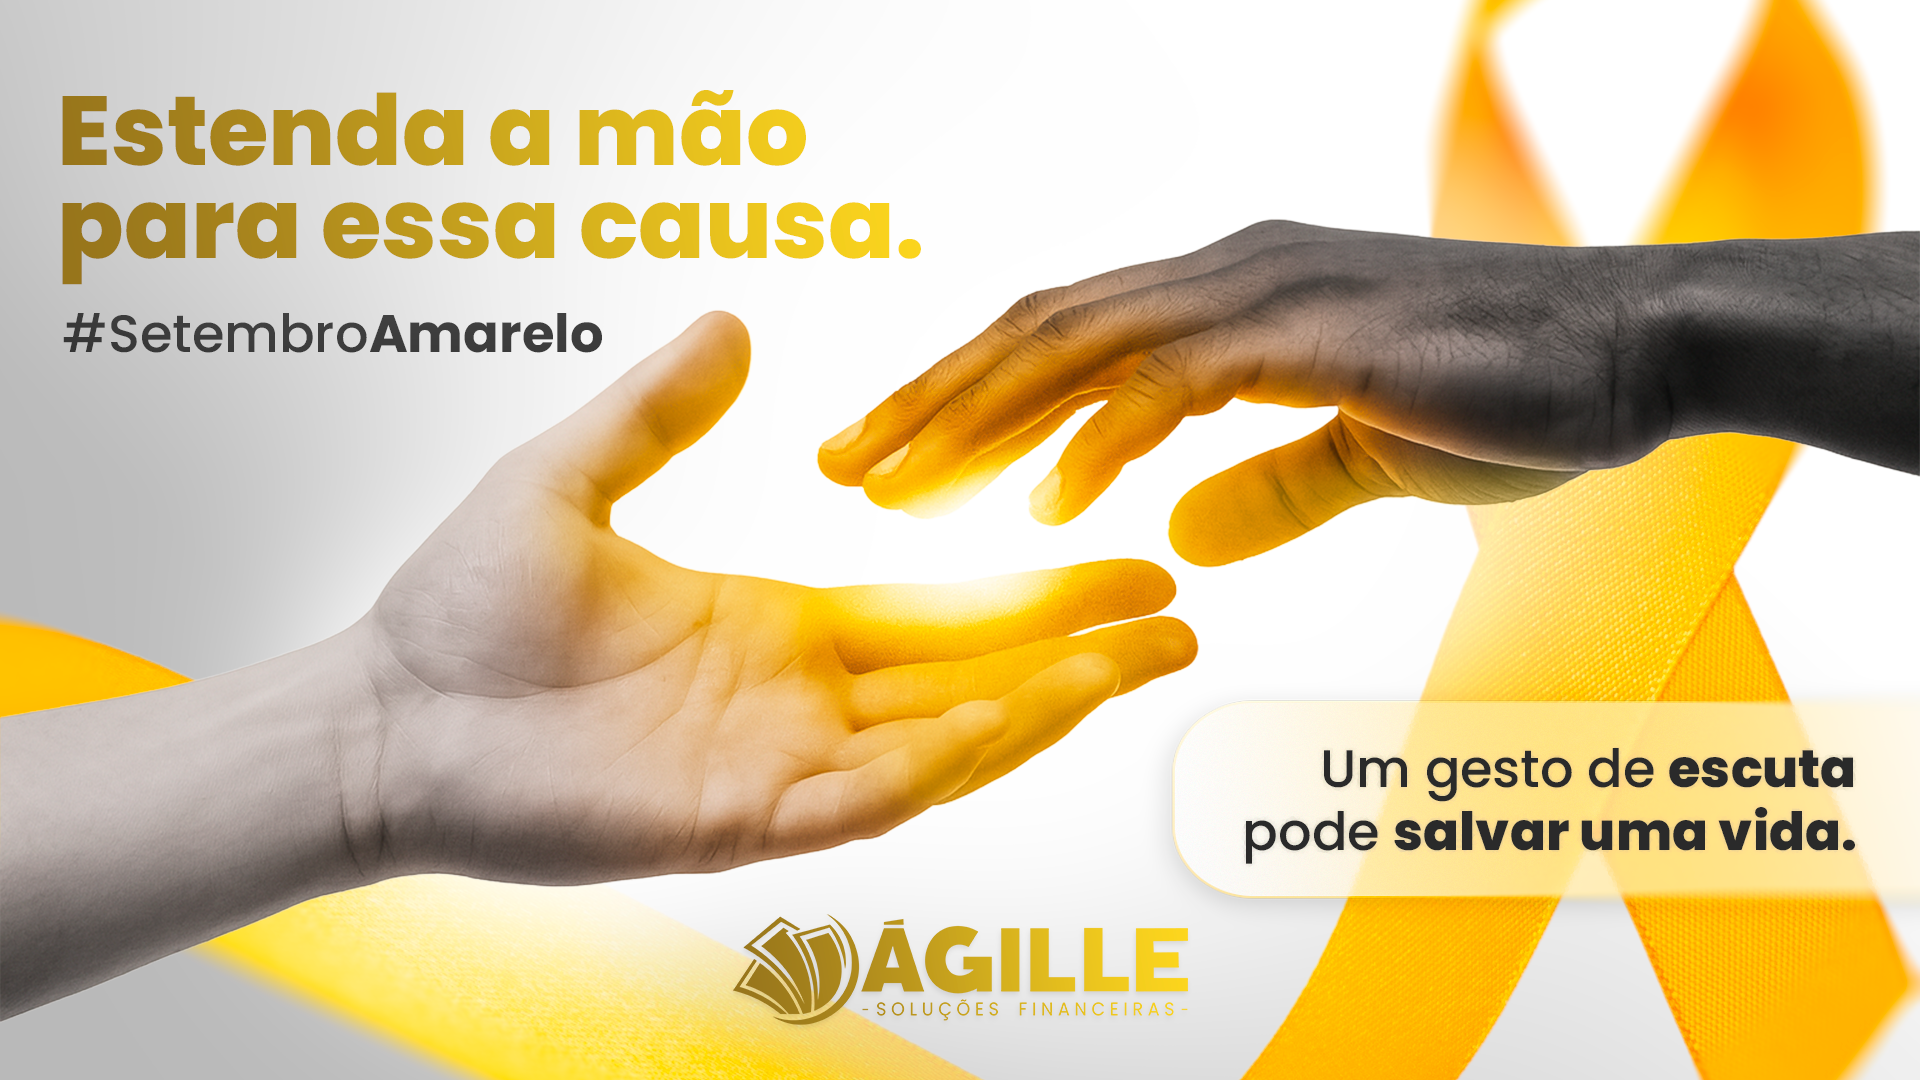 Estenda a mão
para essa causa.
#SetembroAmarelo
Um gesto de escuta
pode salvar uma vida.
ÁGILLE
-SOLUÇÕES FINANCEIRAS-